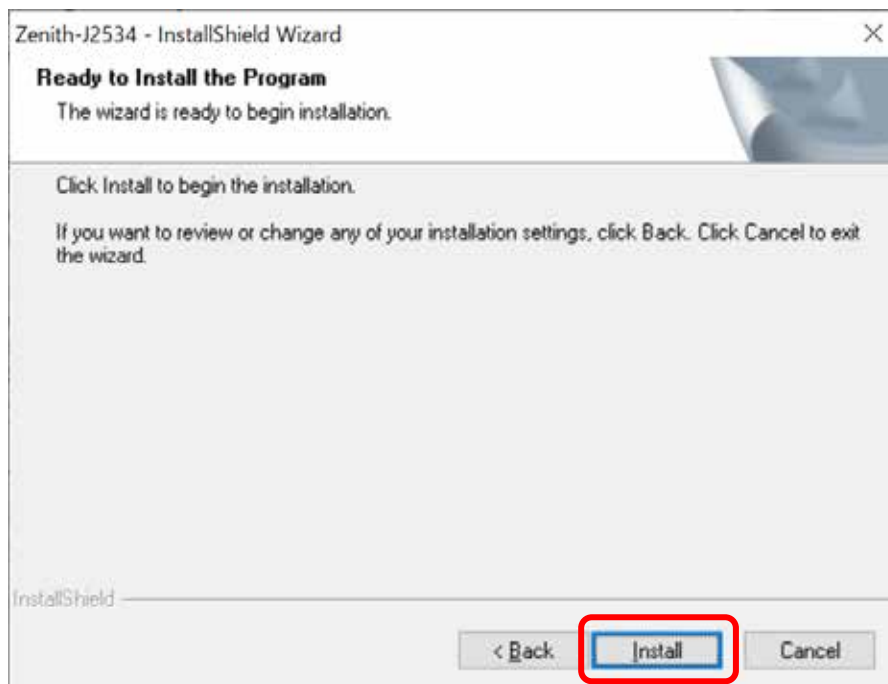 Zenith-J2534 - InstallShield Wizard
Ready to Install the Program
The wizard is ready to begin installation.
Click Install to begin the installation.
If you want to review or change any of your installation settings, click Back. Click Cancel to exit
the wizard.
InstallShield
< Back
Install
Cancel